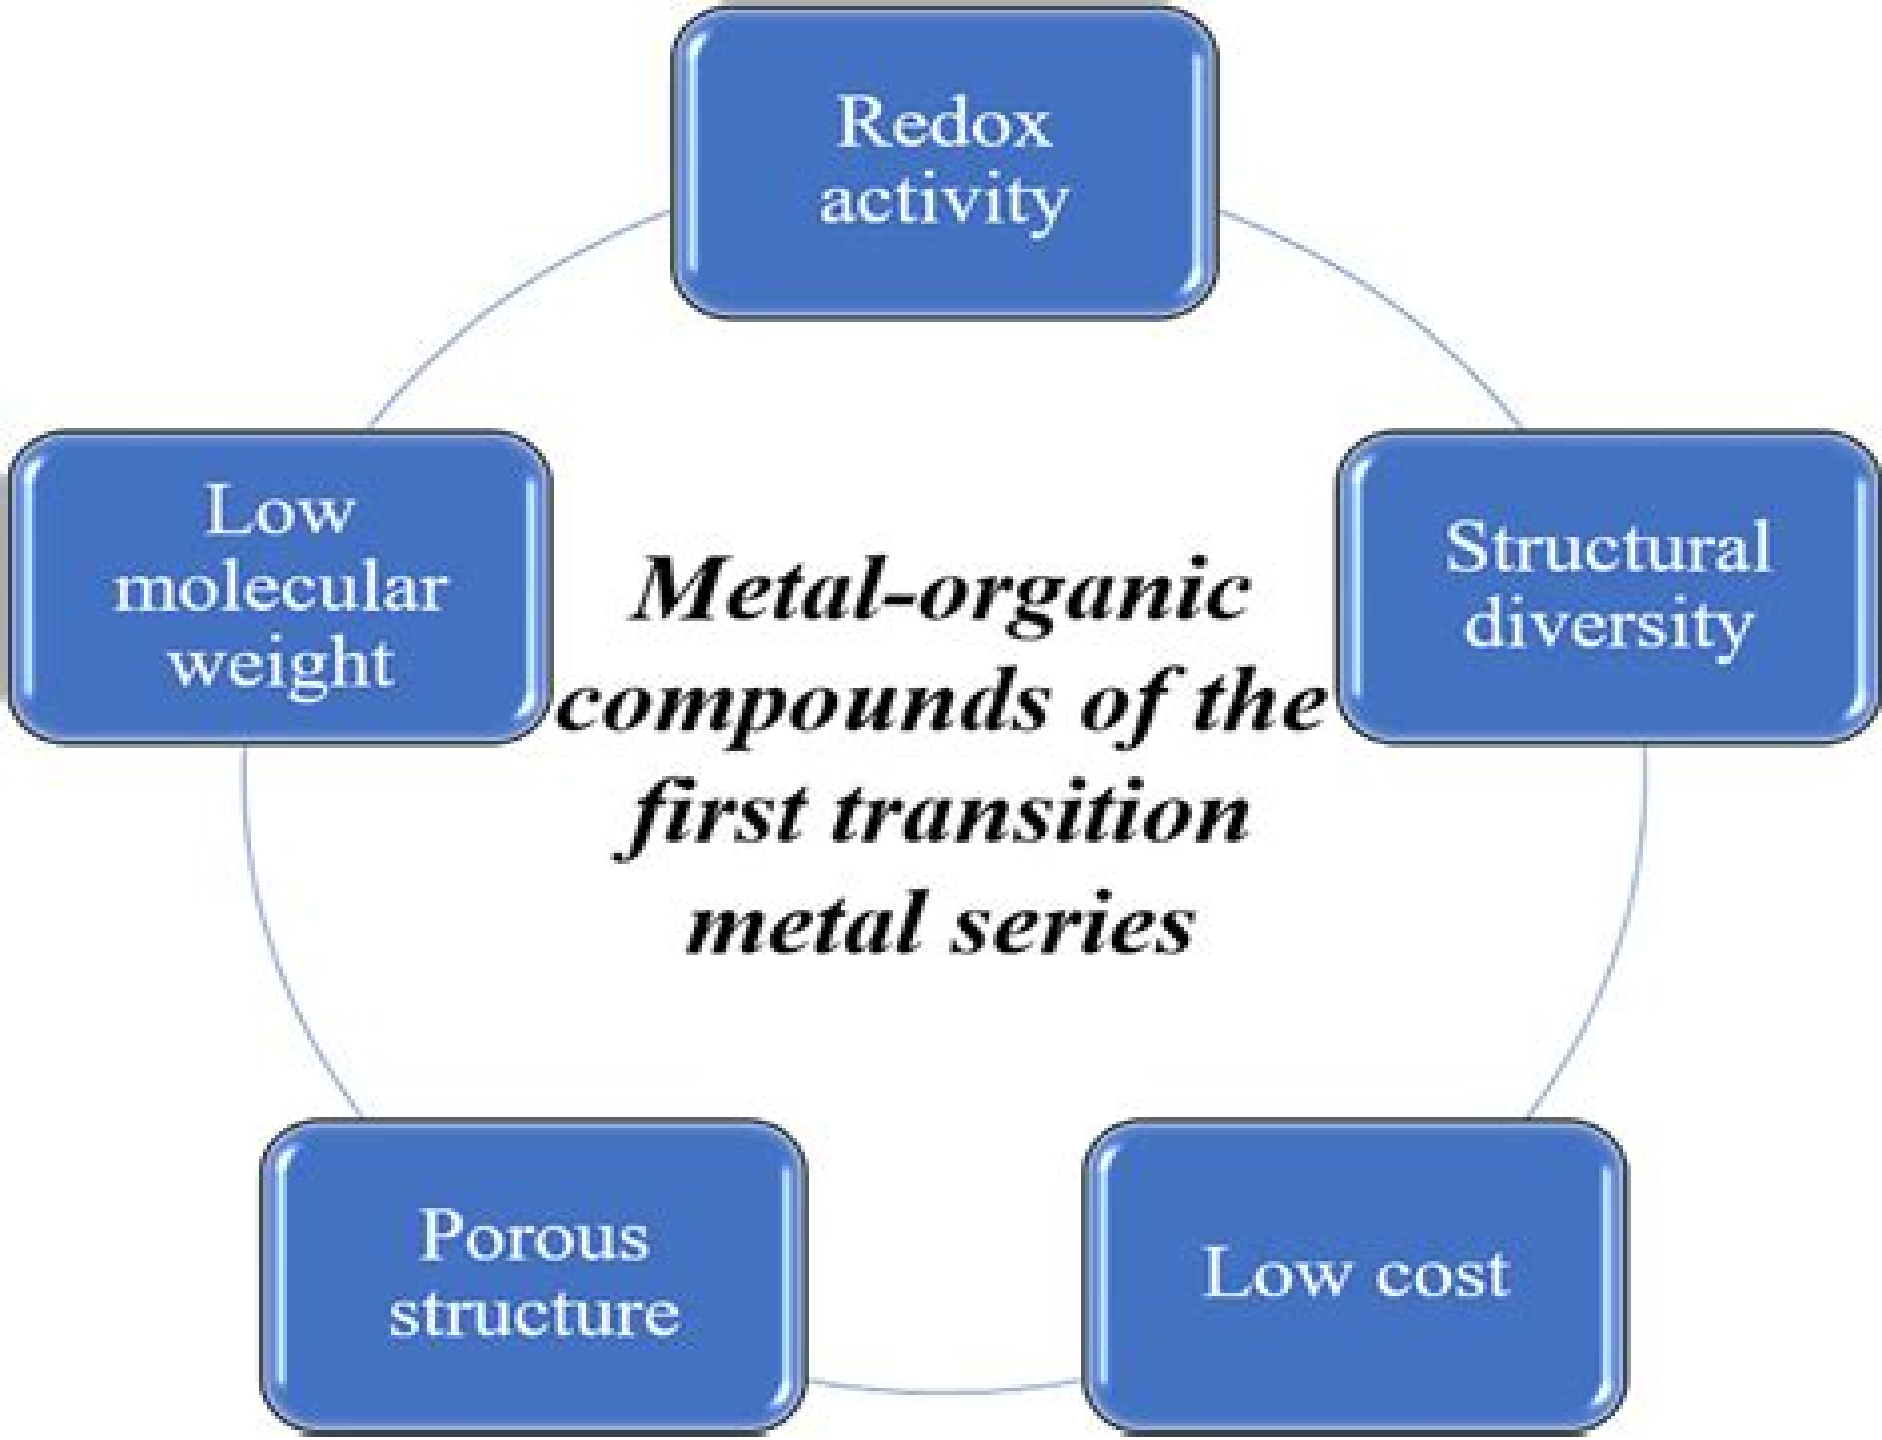 Redox
activity
Structural
diversity
Low cost
Porous
structure
Low
molecular
weight
Metal-organic
compounds of the
first transition
metal series